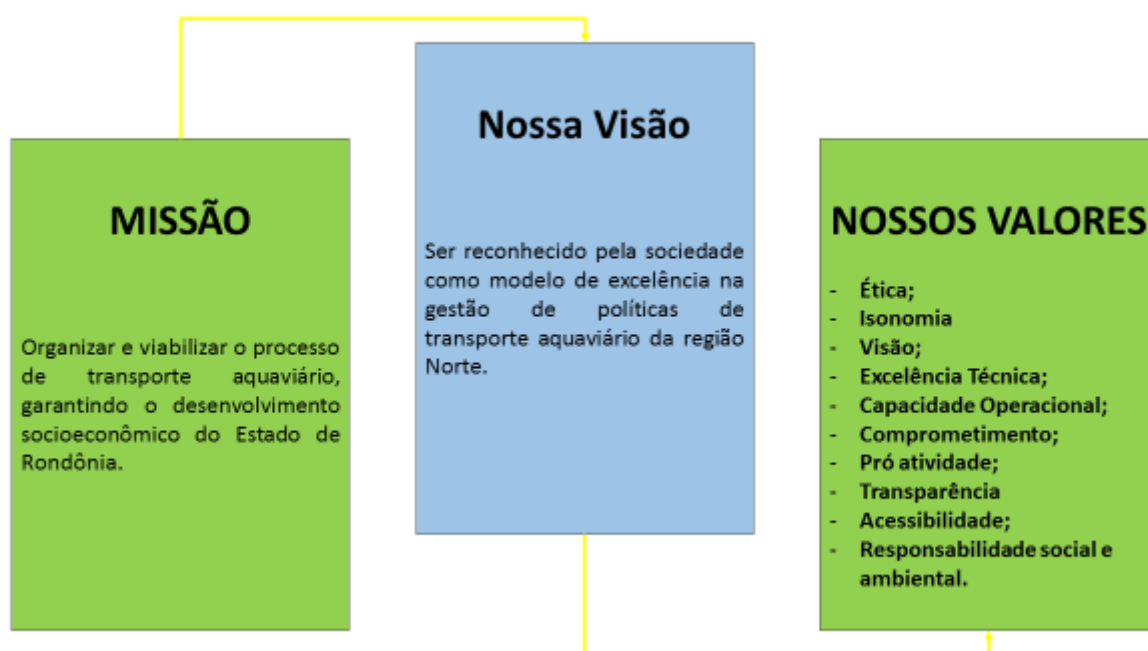 MISSÃO
Organizar e viabilizar o processo
de transporte aquaviário,
garantindo o desenvolvimento
socioeconômico do Estado de
Rondônia.
Nossa Visão
Ser reconhecido pela sociedade
como modelo de excelência na
gestão de políticas de
transporte aquaviário da região
Norte.
NOSSOS VALORES
- Ética;
- Isonomia
- Visão;
- Excelência Técnica;
- Capacidade Operacional;
- Comprometimento;
- Pró atividade;
- Transparência
- Acessibilidade;
- Responsabilidade social e
ambiental.